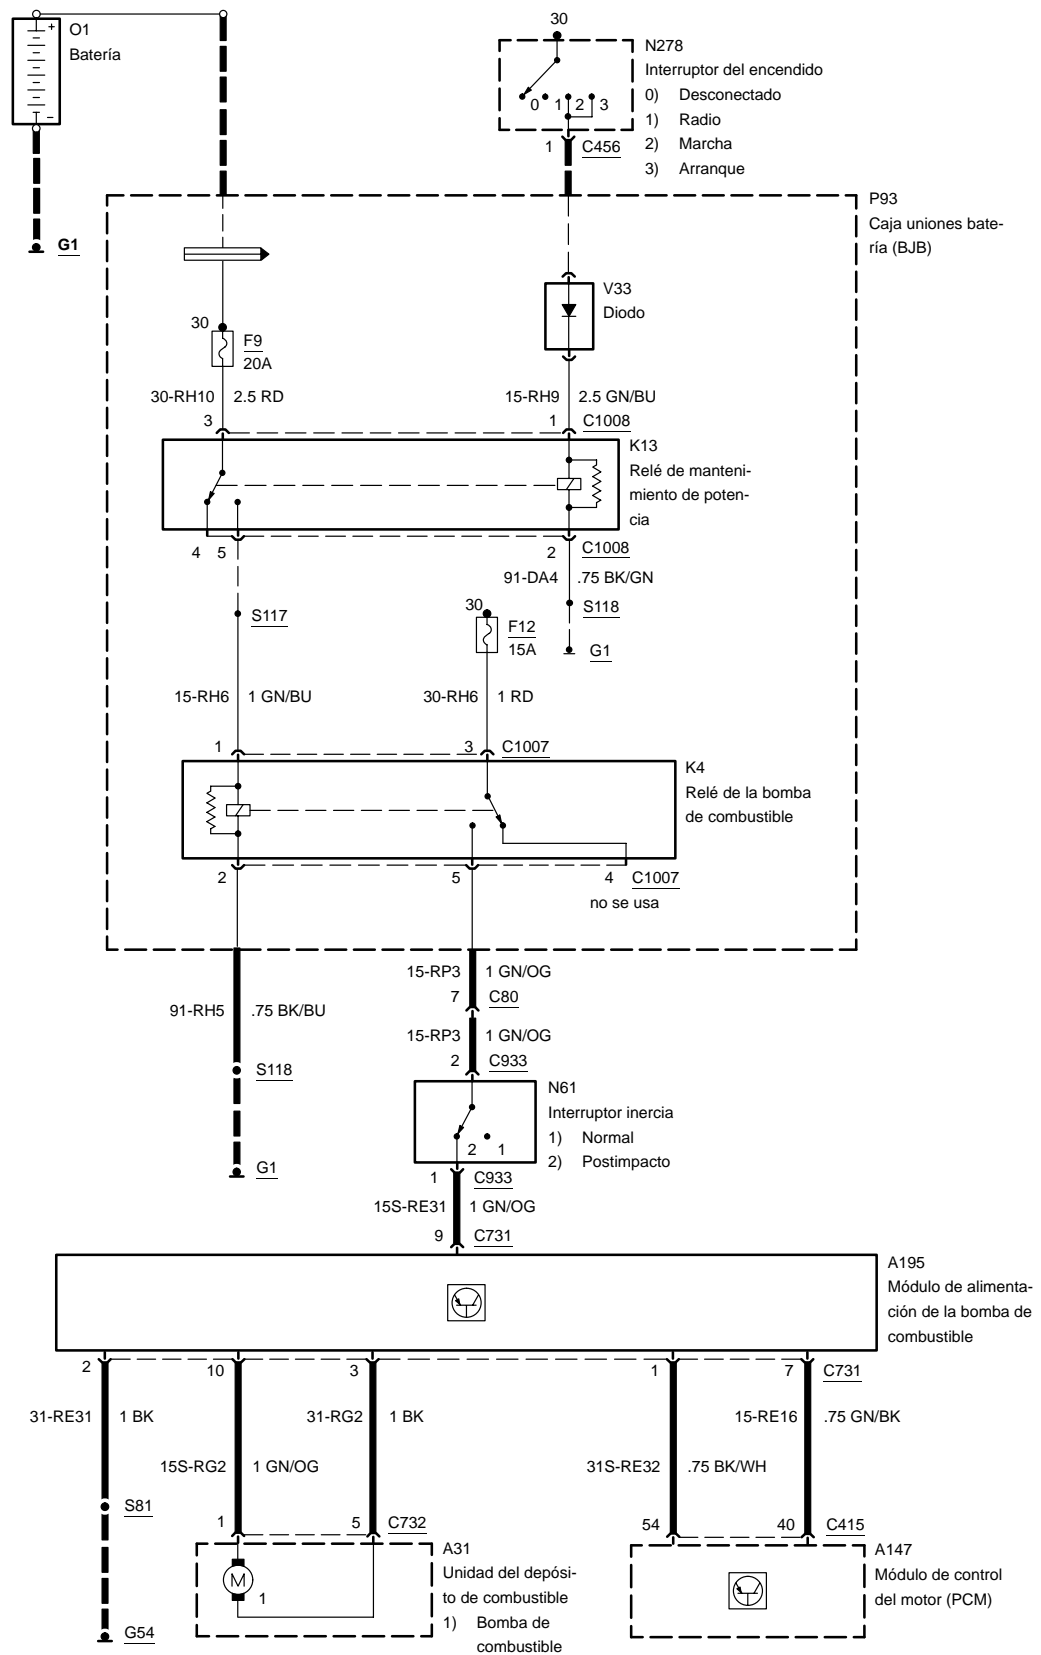 30
+
O1
Batería
-
G1
N278
Interruptor del encendido
0) Desconectado
1) Radio
2) Marcha
3) Arranque
0 1 2 3
1 C456
P93
Caja uniones bate-
ría (BJB)
V33
Diodo
30
F9
20A
30-RH10 2.5 RD
15-RH9 2.5 GN/BU
3
1 C1008
K13
Relé de manteni-
miento de poten-
cia
4 5
2 C1008
91-DA4 .75 BK/GN
S117
S118
G1
30
F12
15A
15-RH6 1 GN/BU
30-RH6 1 RD
1
3 C1007
K4
Relé de la bomba
de combustible
2
5
4 C1007
no se usa
15-RP3 1 GN/OG
7 C80
91-RH5 .75 BK/BU
15-RP3 1 GN/OG
2 C933
S118
N61
Interruptor inercia
1) Normal
2) Postimpacto
2 1
G1
1 C933
15S-RE31 1 GN/OG
9 C731
A195
Módulo de alimenta-
ción de la bomba de
combustible
2
10
3
1
7 C731
31-RE31 1 BK
31-RG2 1 BK
15-RE16 .75 GN/BK
15S-RG2 1 GN/OG
31S-RE32 .75 BK/WH
S81
1
5 C732
54
40 C415
A31
Unidad del depósi-
to de combustible
1) Bomba de
combustible
M
1
A147
Módulo de control
del motor (PCM)
G54